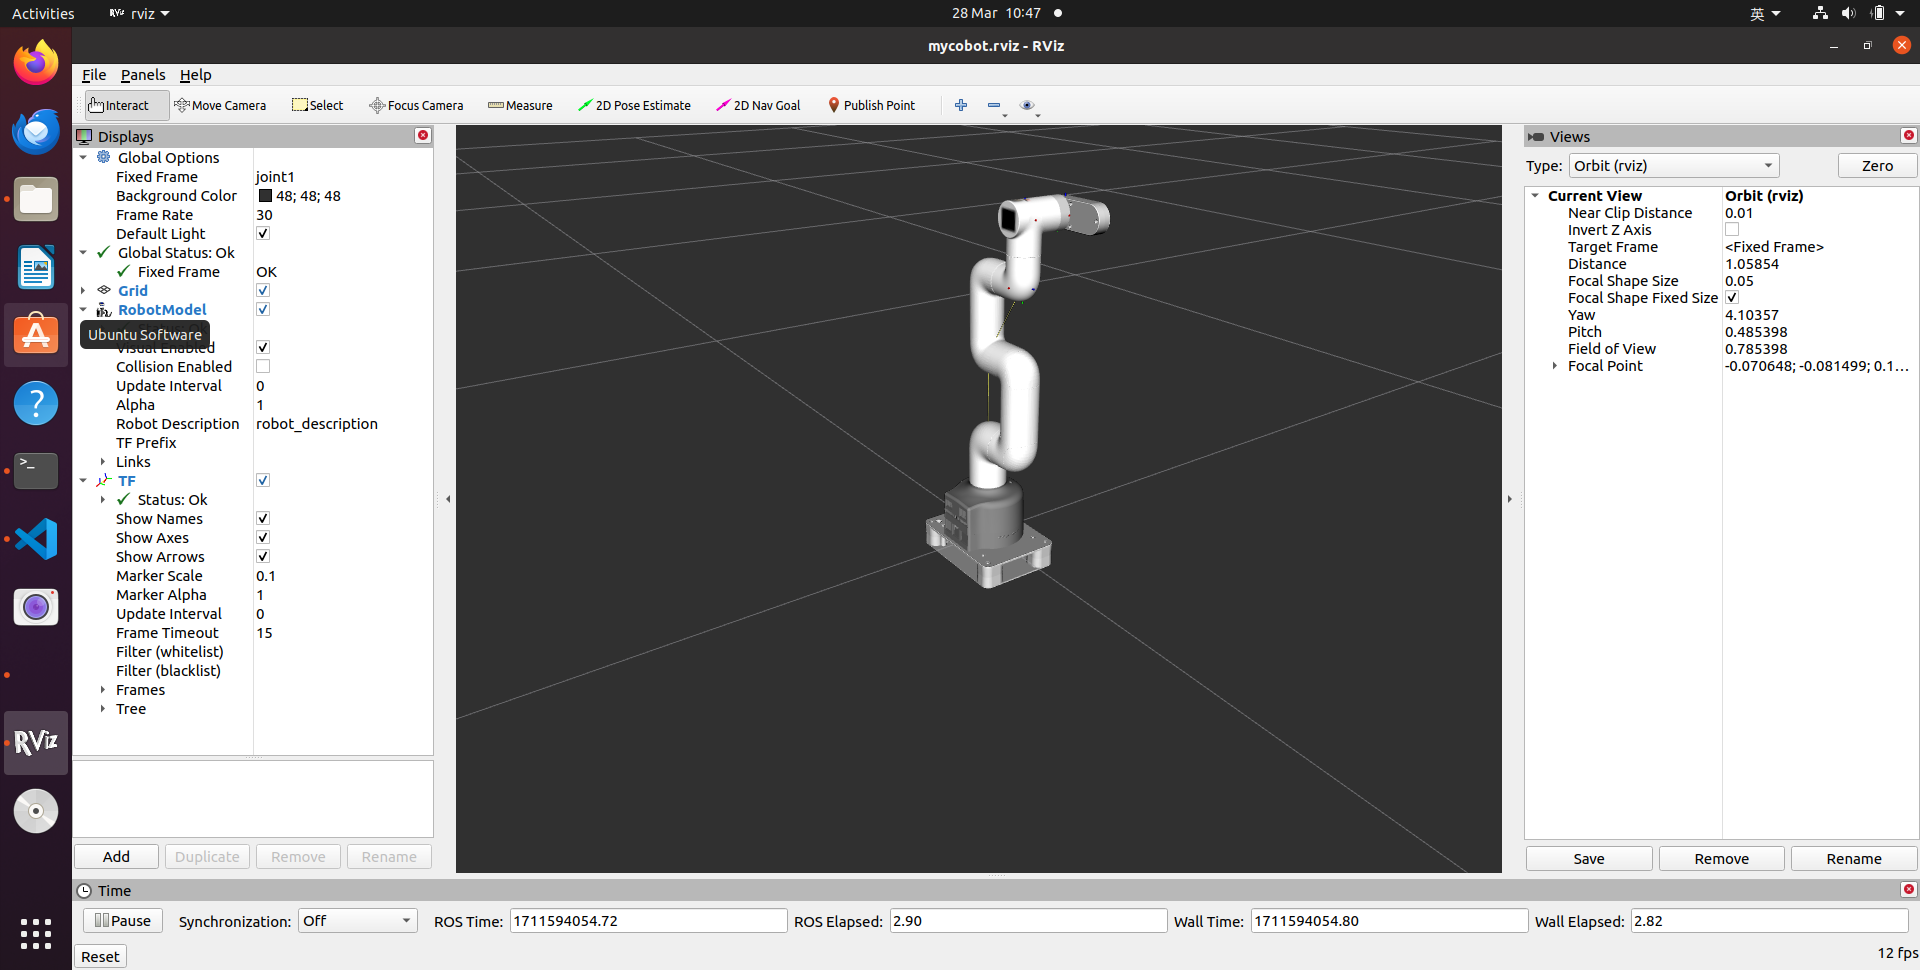 Activities
RViz rviz
28 Mar 10:47
英
mycobot.rviz - RViz
File Panels Help
Interact Move Camera Select Focus Camera Measure 2D Pose Estimate 2D Nav Goal Publish Point
Displays
Global Options
Fixed Frame joint1
Background Color 48; 48; 48
Frame Rate 30
Default Light
Global Status: Ok
Fixed Frame OK
Grid
RobotModel
Ubuntu Software
Visual Enabled
Collision Enabled
Update Interval 0
Alpha 1
Robot Description robot_description
TF Prefix
Links
TF
Status: Ok
Show Names
Show Axes
Show Arrows
Marker Scale 0.1
Marker Alpha 1
Update Interval 0
Frame Timeout 15
Filter (whitelist)
Filter (blacklist)
Frames
Tree
RViz
Add Duplicate Remove Rename
Views
Type: Orbit (rviz) Zero
Current View Orbit (rviz)
Near Clip Distance 0.01
Invert Z Axis
Target Frame <Fixed Frame>
Distance 1.05854
Focal Shape Size 0.05
Focal Shape Fixed Size
Yaw 4.10357
Pitch 0.485398
Field of View 0.785398
Focal Point -0.070648; -0.081499; 0.1...
Save Remove Rename
Time
Pause Synchronization: Off ROS Time: 1711594054.72 ROS Elapsed: 2.90 Wall Time: 1711594054.80 Wall Elapsed: 2.82
Reset
12 fps